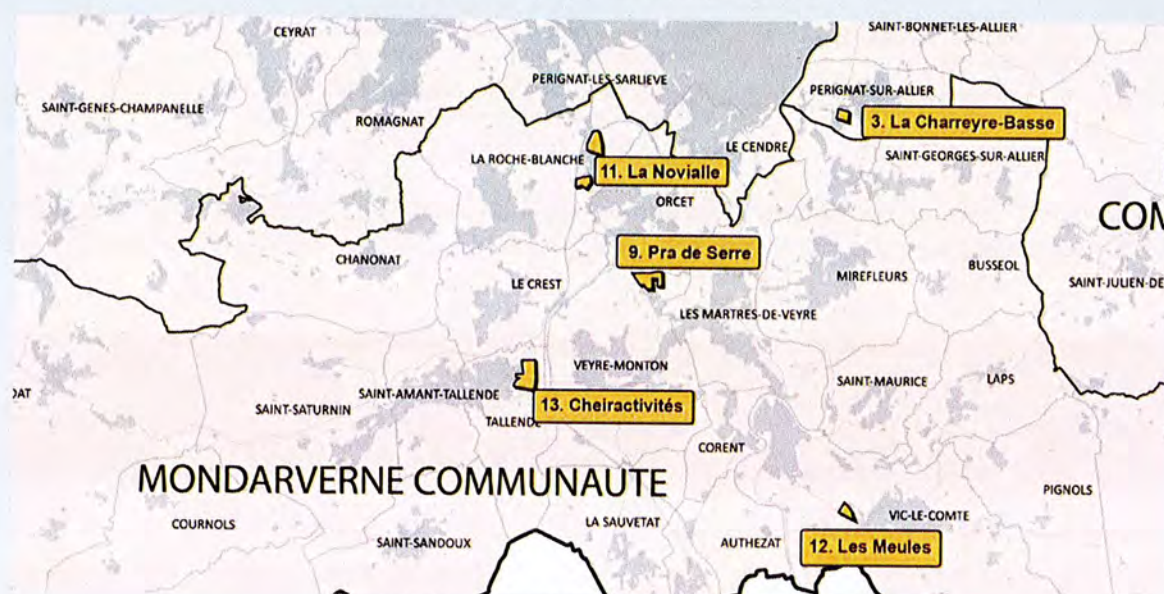 CEYRAT
SAINT-BONNET-LES-ALLIER
PERIGNAT-LES-SARLIEVE
PERIGNAT-SUR-ALLIER
SAINT-GENES-CHAMPANELLE
ROMAGNAT
3. La Charreyre-Basse
LE CENDRE
LA ROCHE-BLANCHE
SAINT-GEORGES-SUR-ALLIER
11. La Novialle
ORCET
COM
9. Pra de Serre
CHANONAT
BUSSEOL
MIREFLEURS
LE CREST
SAINT-JULIEN-DE
LES MARTRES-DE-VEYRE
VEYRE-MONTON
SAINT-MAURICE
LAPS
DAT
SAINT-AMANT-TALLENDE
SAINT-SATURNIN
13. Cheiractivités
TALLENDE
CORENT
MONDARVERNE COMMUNAUTE
PIGNOLS
COURNOLS
LA SAUVETAT
VIC-LE-COMTE
SAINT-SANDOUX
AUTHEZAT
12. Les Meules